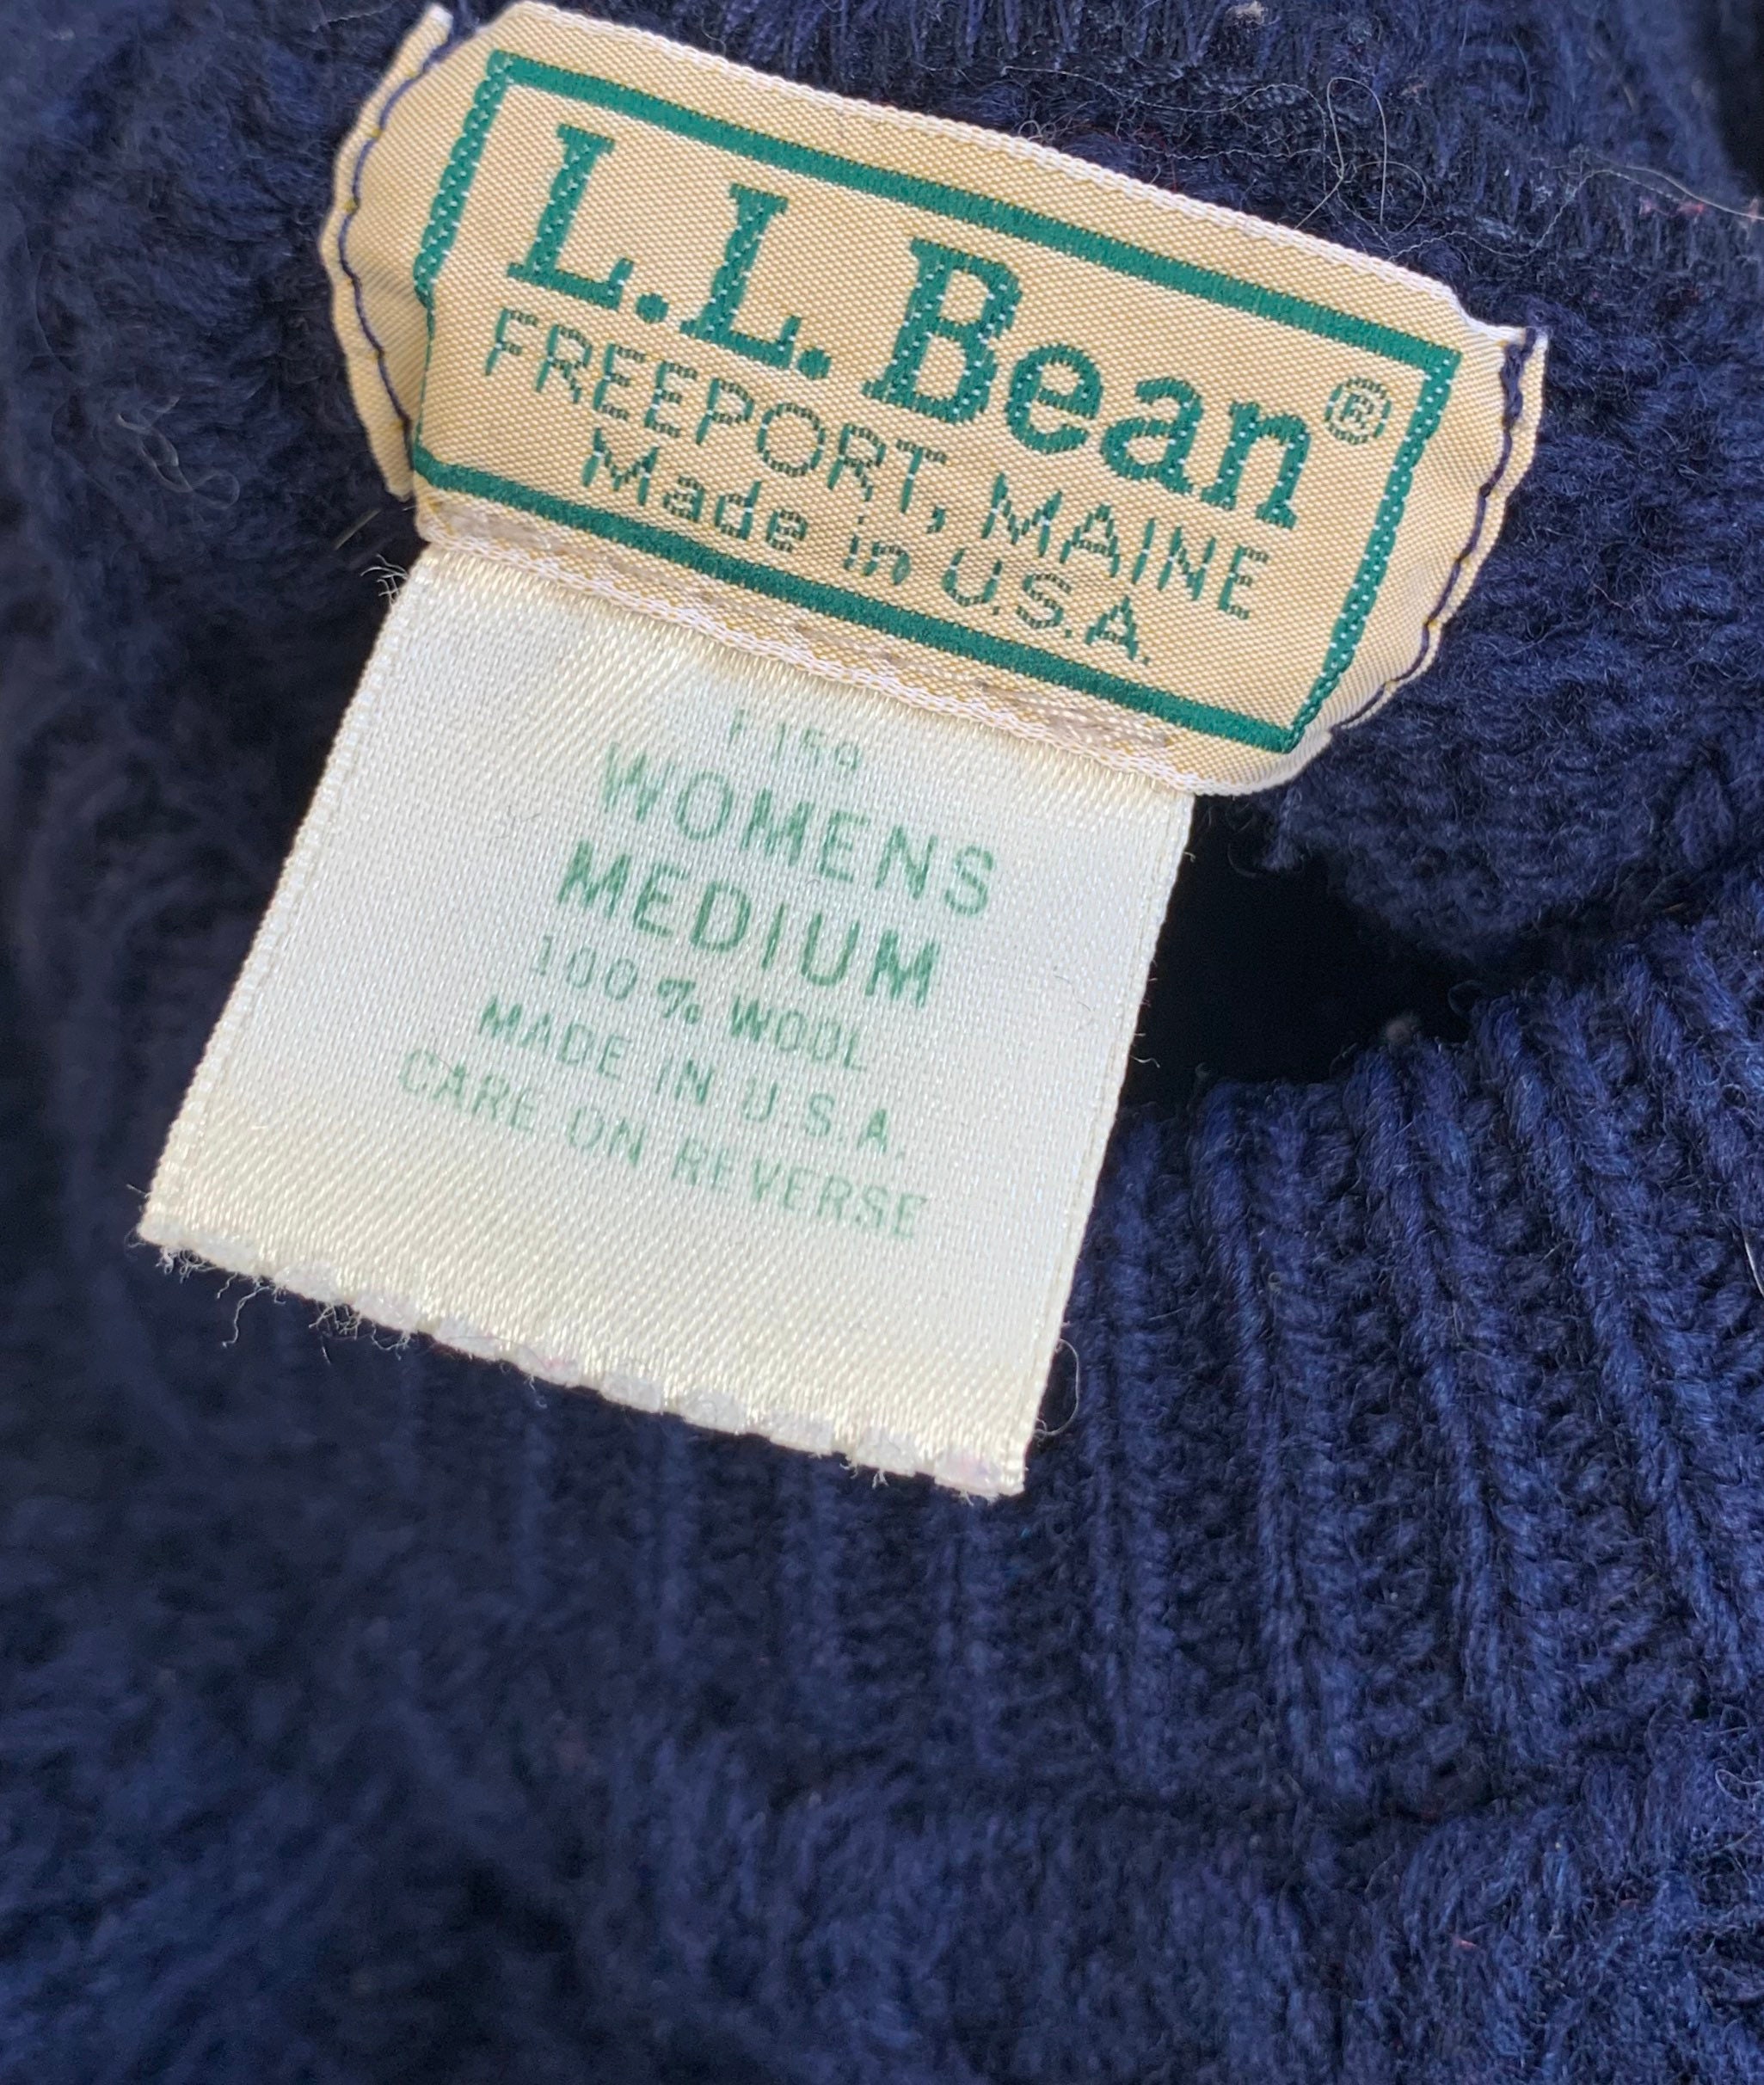 L.L.Bean®
FREEPORT, MAINE
Made in U.S.A.
WOMENS
MEDIUM
100% WOOL
MADE IN U.S.A.
CARE ON REVERSE